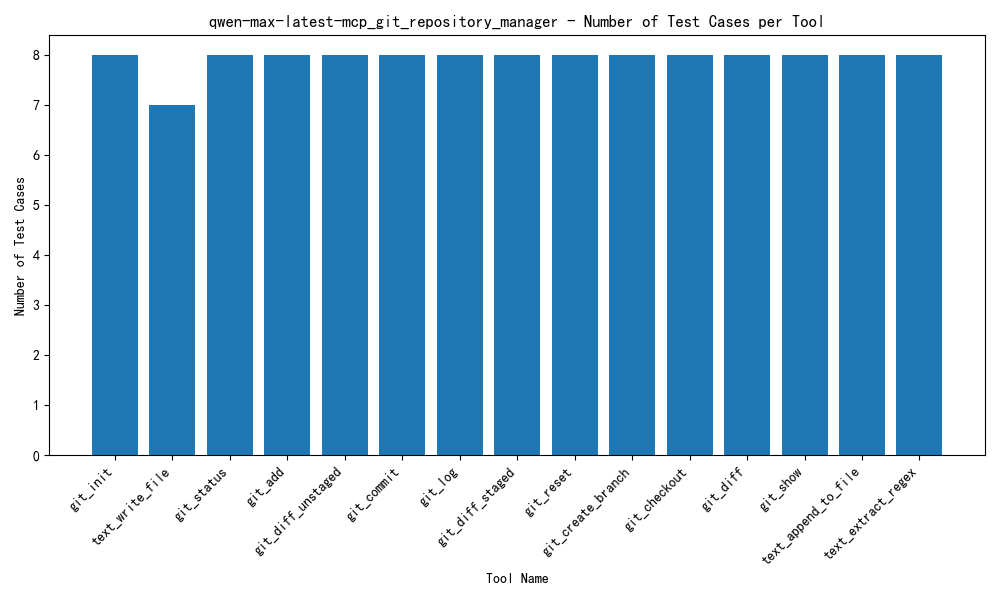 qwen-max-latest-mcp_git_repository_manager - Number of Test Cases per Tool
Number of Test Cases
8
7
6
5
4
3
2
1
0
git_init
text_write_file
git_status
git_add
git_diff_unstaged
git_commit
git_log
git_diff_staged
git_reset
git_create_branch
git_checkout
git_diff
git_show
text_append_to_file
text_extract_regex
Tool Name